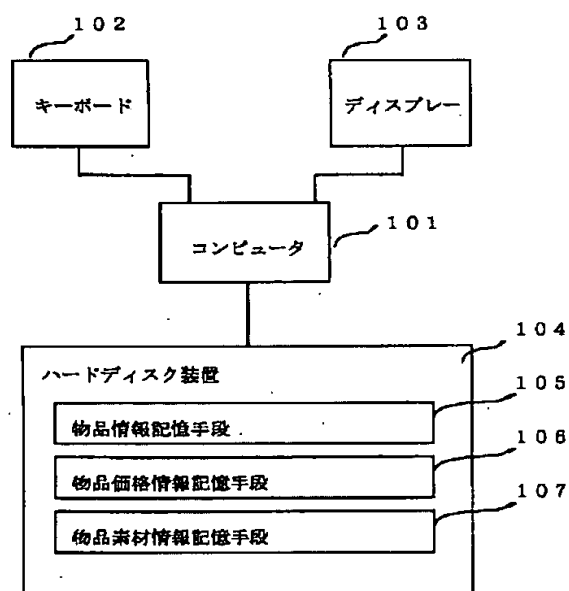 102
103
キーボード
ディスプレー
コンピュータ
101
104
ハードディスク装置
105
物品情報記憶手段
106
物品価格情報記憶手段
107
物品素材情報記憶手段